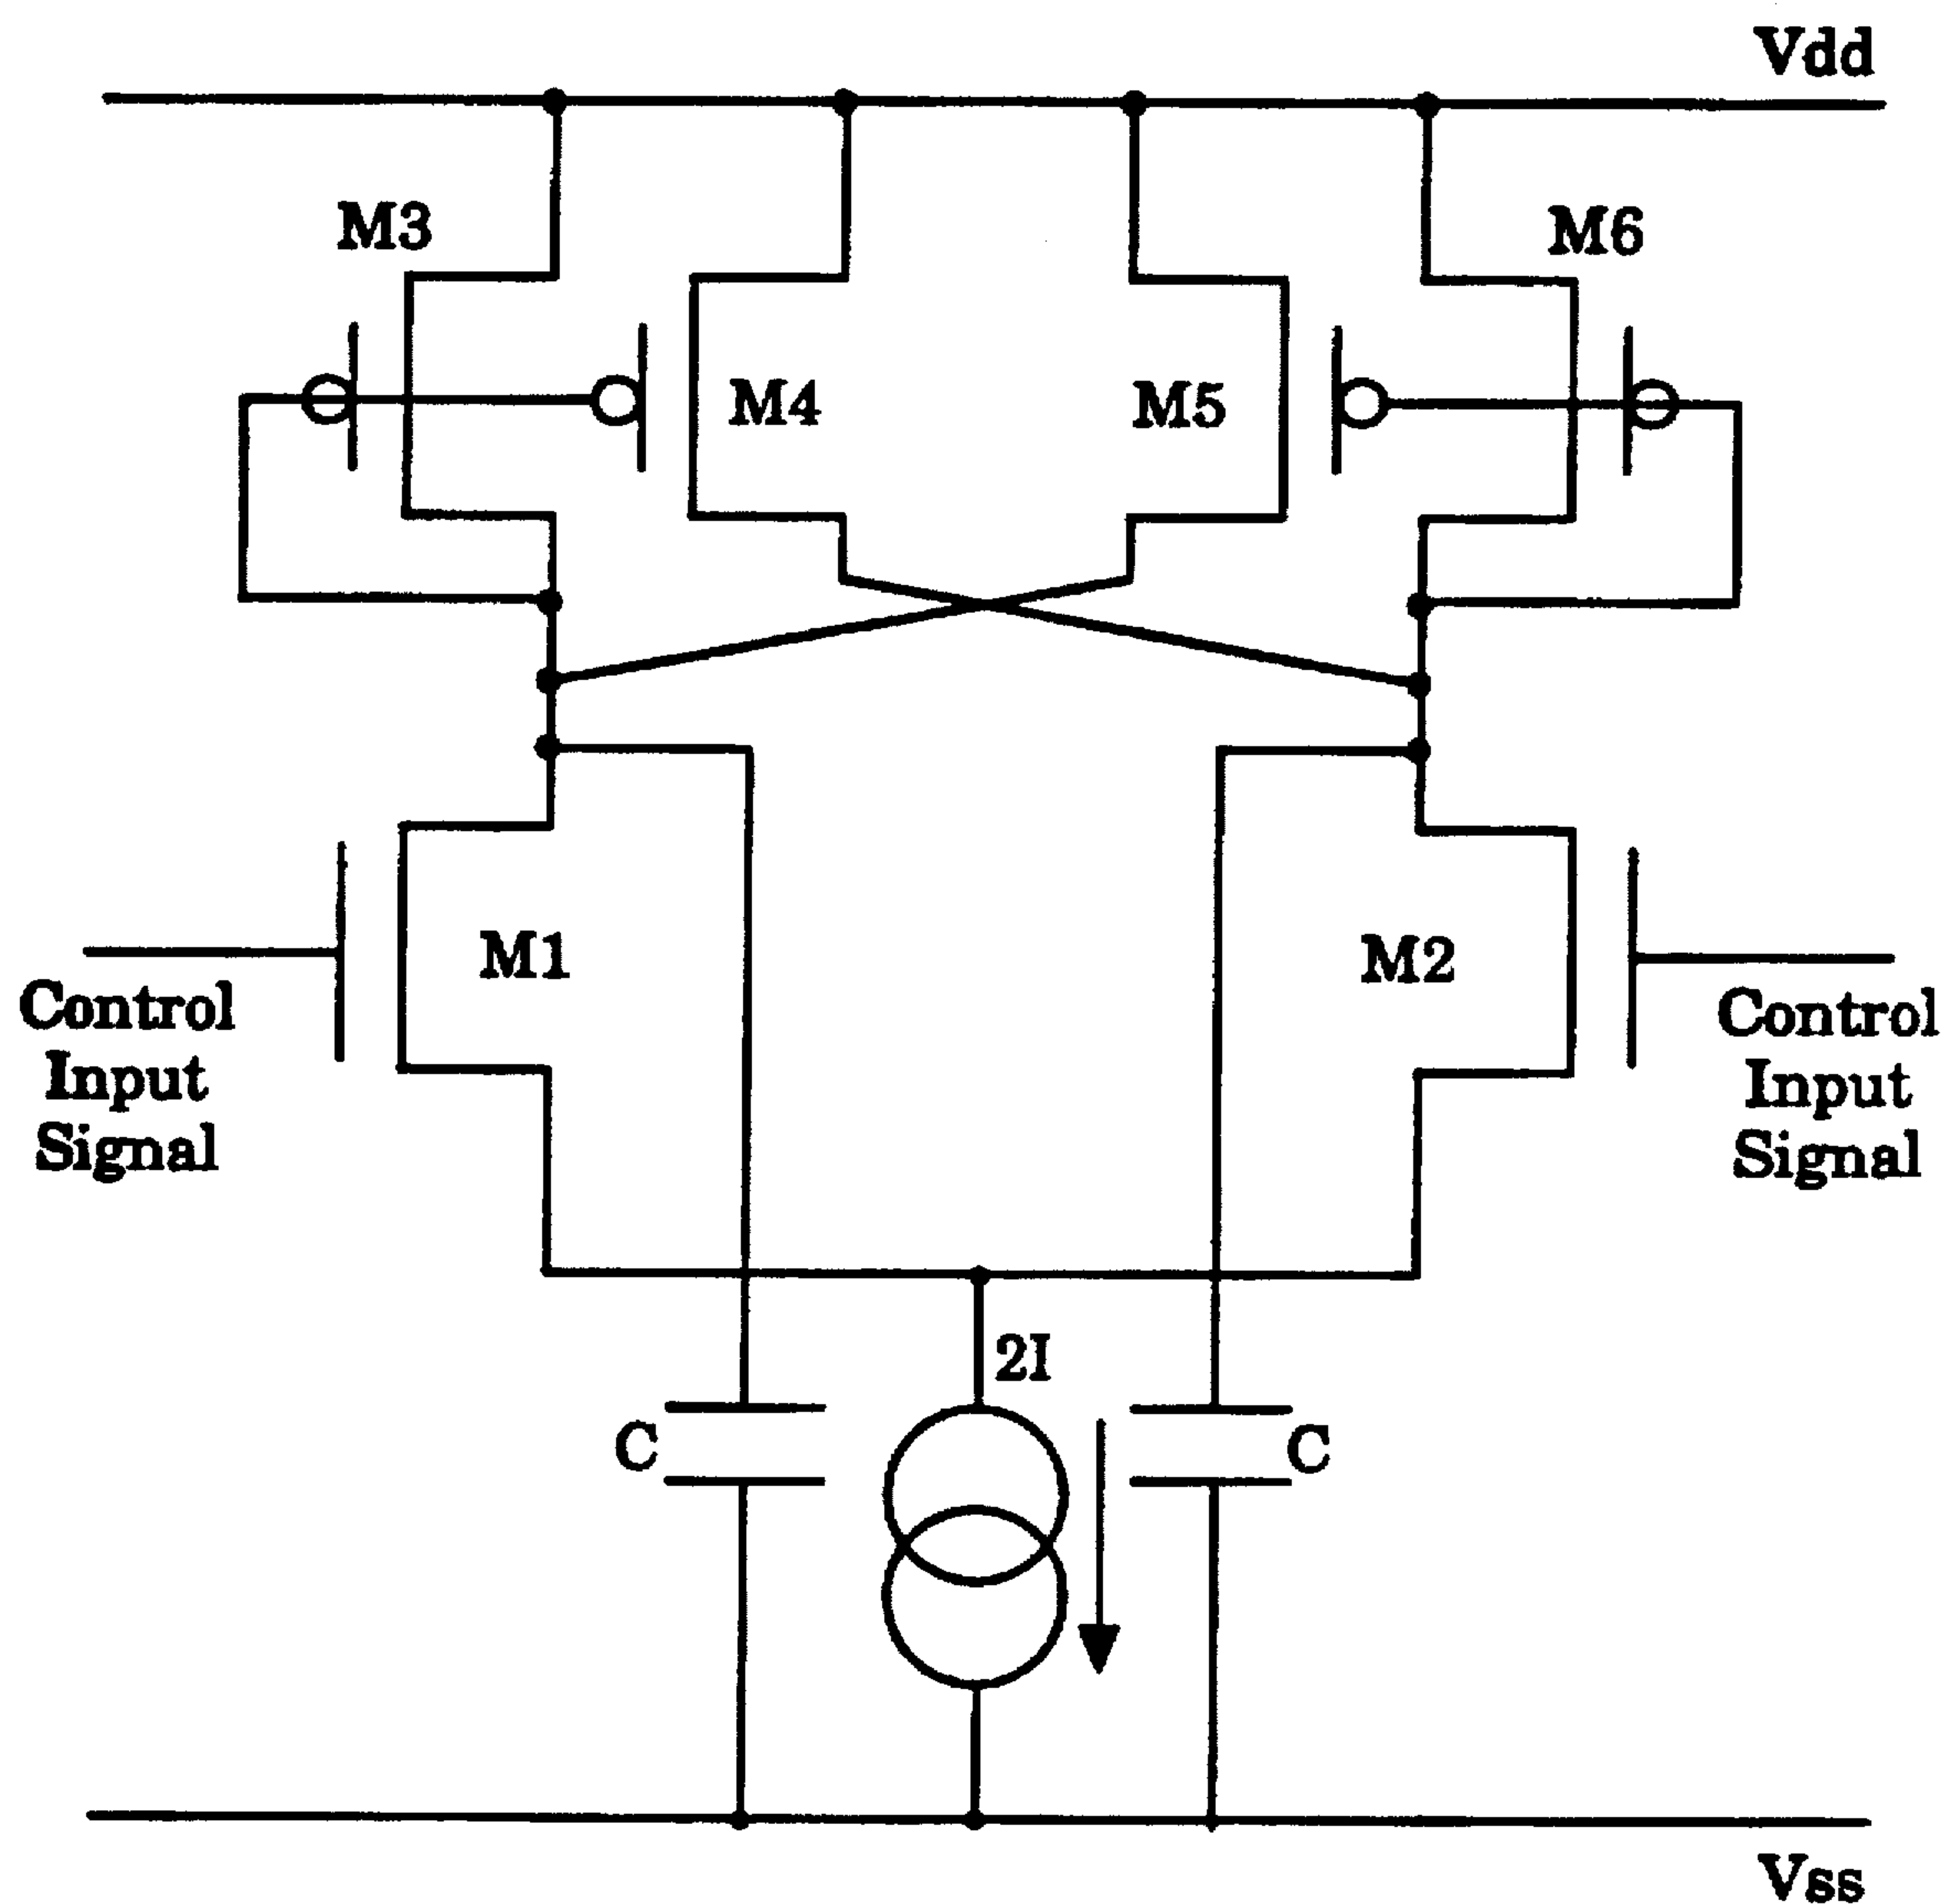 Vdd
M3
M6
M4
M5
M1
M2
Control
Input
Signal
Control
Input
Signal
2I
C
C
Vss